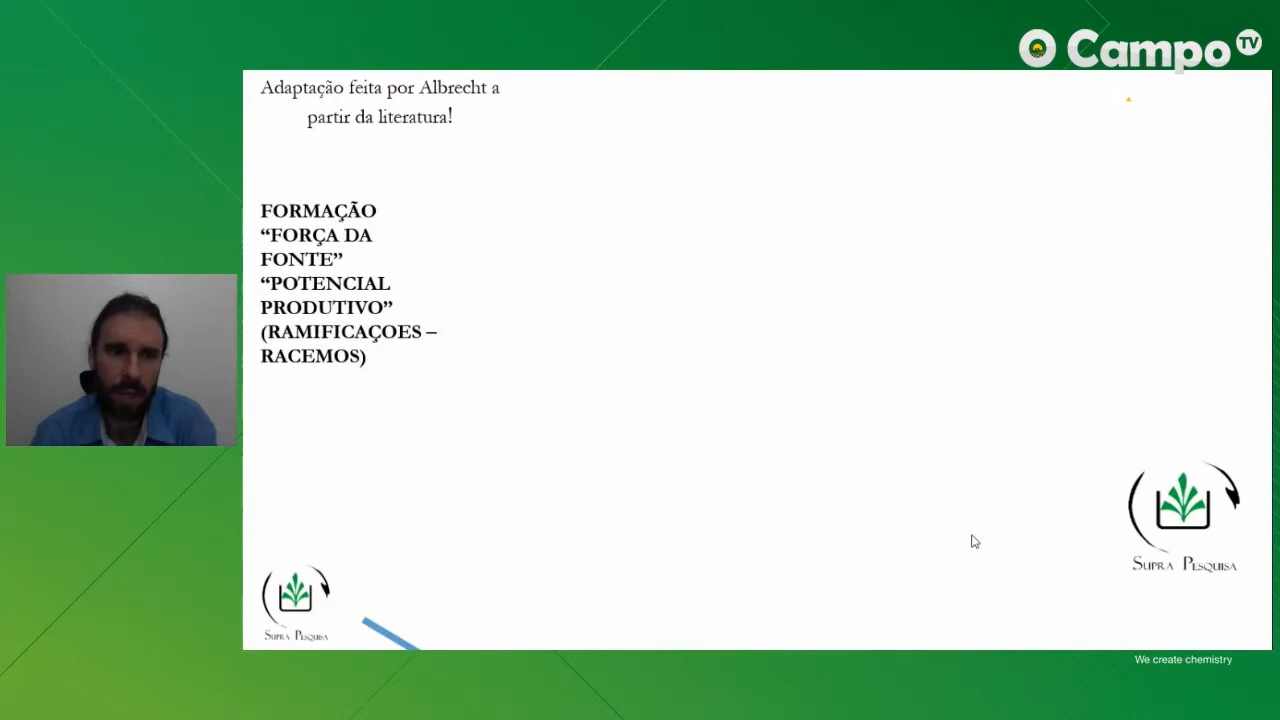 O Campo TV
Adaptação feita por Albrecht a
partir da literatura!
FORMAÇÃO
“FORÇA DA
FONTE”
“POTENCIAL
PRODUTIVO”
(RAMIFICAÇOES –
RACEMOS)
SUPRA PESQUISA
SUPRA PESQUISA
We create chemistry